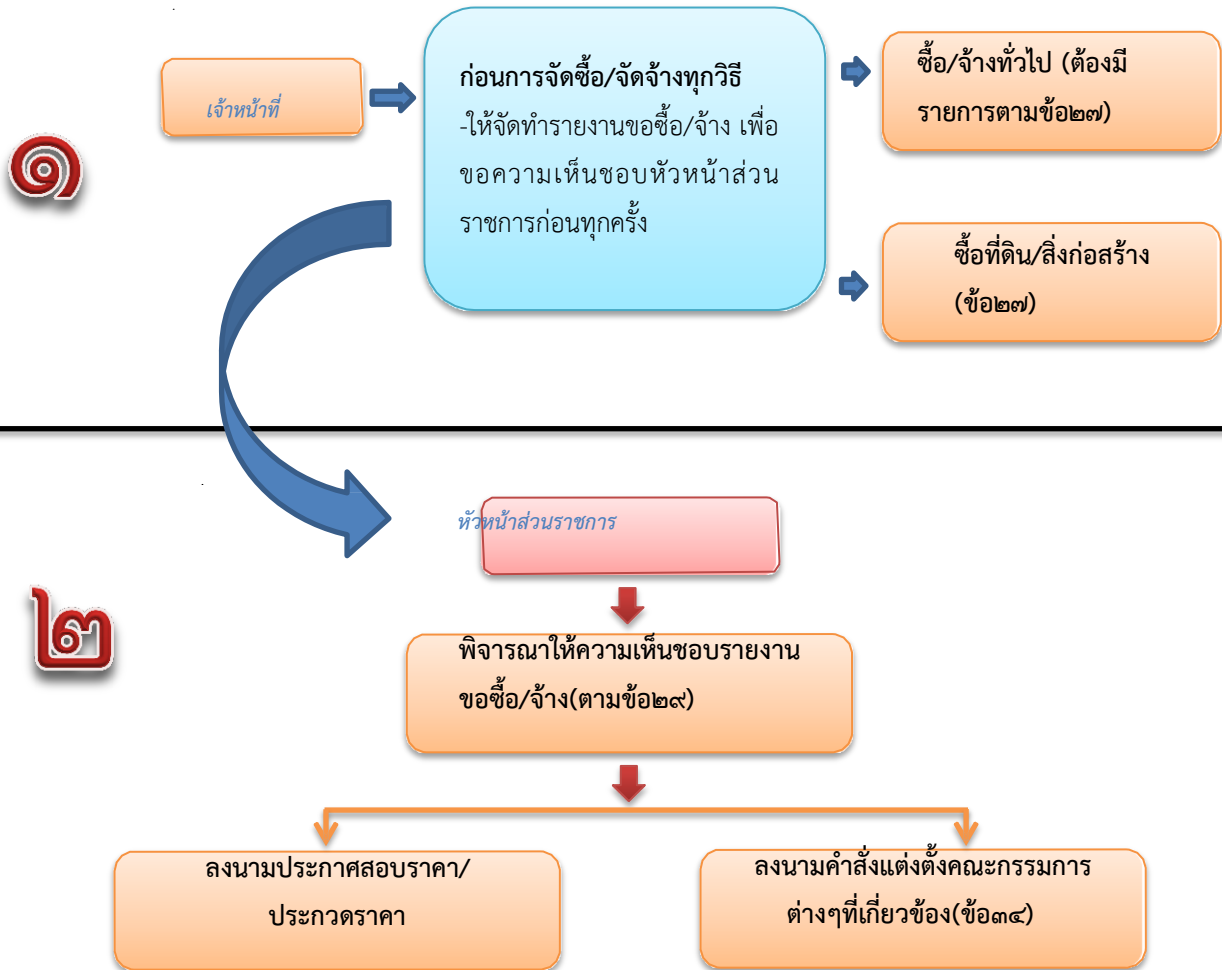 ๑
เจ้าหน้าที่
ก่อนการจัดซื้อ/จัดจ้างทุกวิธี
-ให้จัดทำรายงานขอซื้อ/จ้าง เพื่อ
ขอความเห็นชอบหัวหน้าส่วน
ราชการก่อนทุกครั้ง
ซื้อ/จ้างทั่วไป (ต้องมี
รายการตามข้อ๒๗)
ซื้อที่ดิน/สิ่งก่อสร้าง
(ข้อ๒๗)
๒
หัวหน้าส่วนราชการ
พิจารณาให้ความเห็นชอบรายงาน
ขอซื้อ/จ้าง(ตามข้อ๒๙)
ลงนามประกาศสอบราคา/
ประกวดราคา
ลงนามคำสั่งแต่งตั้งคณะกรรมการ
ต่างๆที่เกี่ยวข้อง(ข้อ๓๔)